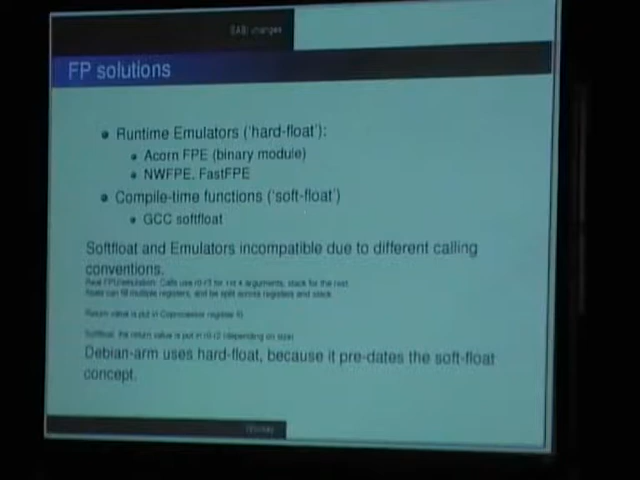 EABI changes
FP solutions
Runtime Emulators ('hard-float'):
Acorn FPE (binary module)
NWFPE, FastFPE
Compile-time functions ('soft-float')
GCC softfloat
Softfloat and Emulators incompatible due to different calling
conventions.
Real FPU/emulation: Calls use r0-r3 for 1st 4 arguments, stack for the rest.
floats can fill multiple registers, and be split across registers and stack.
Return value is put in Coprocessor register f0
Softfloat: the return value is put in r0-r2 (depending on size)
Debian-arm uses hard-float, because it pre-dates the soft-float
concept.
Wookey